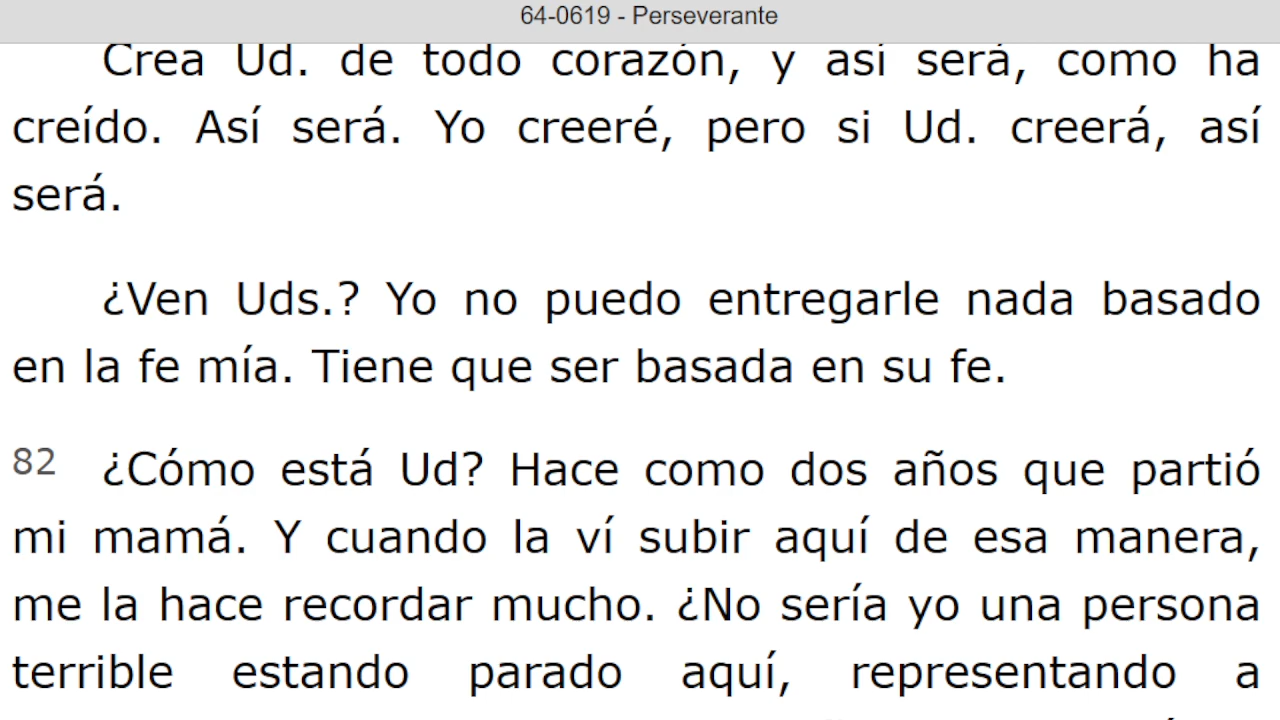 64-0619 - Perseverante
Crea Ud. de todo corazón, y así será, como ha
creído. Así será. Yo creeré, pero si Ud. creerá, así
será.
¿Ven Uds.? Yo no puedo entregarle nada basado
en la fe mía. Tiene que ser basada en su fe.
82 ¿Cómo está Ud? Hace como dos años que partió
mi mamá. Y cuando la ví subir aquí de esa manera,
me la hace recordar mucho. ¿No sería yo una persona
terrible estando parado aquí, representando a